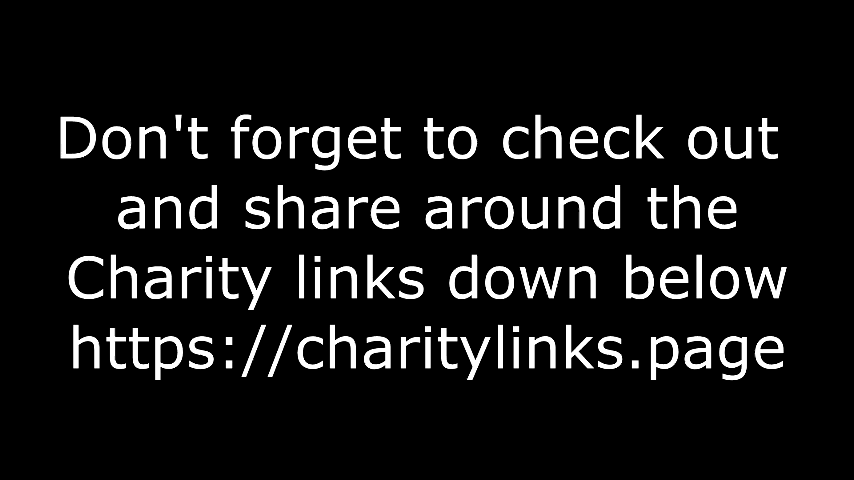 Don't forget to check out
and share around the
Charity links down below
https://charitylinks.page